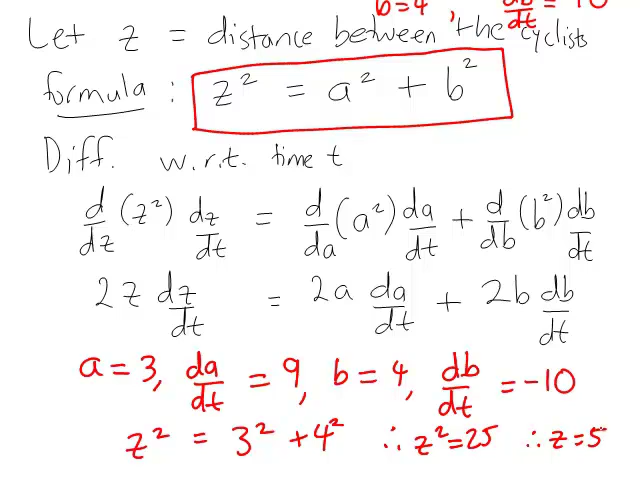 b=4, db/dt = -10
Let z = distance between the cyclists
formula: z² = a² + b²
Diff. w.r.t. time t
d/dz (z²) dz/dt = d/da (a²) da/dt + d/db (b²) db/dt
2z dz/dt = 2a da/dt + 2b db/dt
a = 3, da/dt = 9, b = 4, db/dt = -10
z² = 3² + 4² ∴ z² = 25 ∴ z = 5